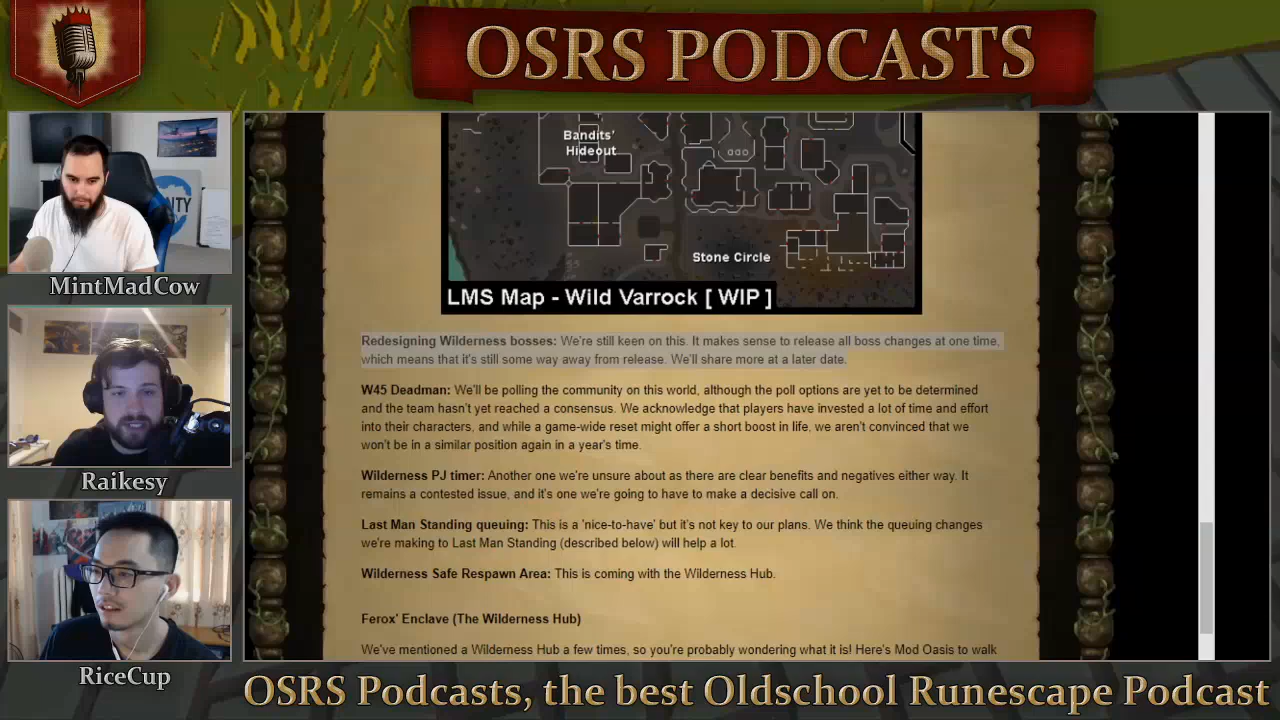 OSRS PODCASTS
MintMadCow
Raikesy
RiceCup
Bandits'
Hideout
Stone Circle
LMS Map - Wild Varrock [ WIP ]
Redesigning Wilderness bosses: We're still keen on this. It makes sense to release all boss changes at one time,
which means that it's still some way away from release. We'll share more at a later date.
W45 Deadman: We'll be polling the community on this world, although the poll options are yet to be determined
and the team hasn't yet reached a consensus. We acknowledge that players have invested a lot of time and effort
into their characters, and while a game-wide reset might offer a short boost in life, we aren't convinced that we
won't be in a similar position again in a year's time.
Wilderness PJ timer: Another one we're unsure about as there are clear benefits and negatives either way. It
remains a contested issue, and it's one we're going to have to make a decisive call on.
Last Man Standing queuing: This is a 'nice-to-have' but it's not key to our plans. We think the queuing changes
we're making to Last Man Standing (described below) will help a lot.
Wilderness Safe Respawn Area: This is coming with the Wilderness Hub.
Ferox' Enclave (The Wilderness Hub)
We've mentioned a Wilderness Hub a few times, so you're probably wondering what it is! Here's Mod Oasis to walk
OSRS Podcasts, the best Oldschool Runescape Podcast